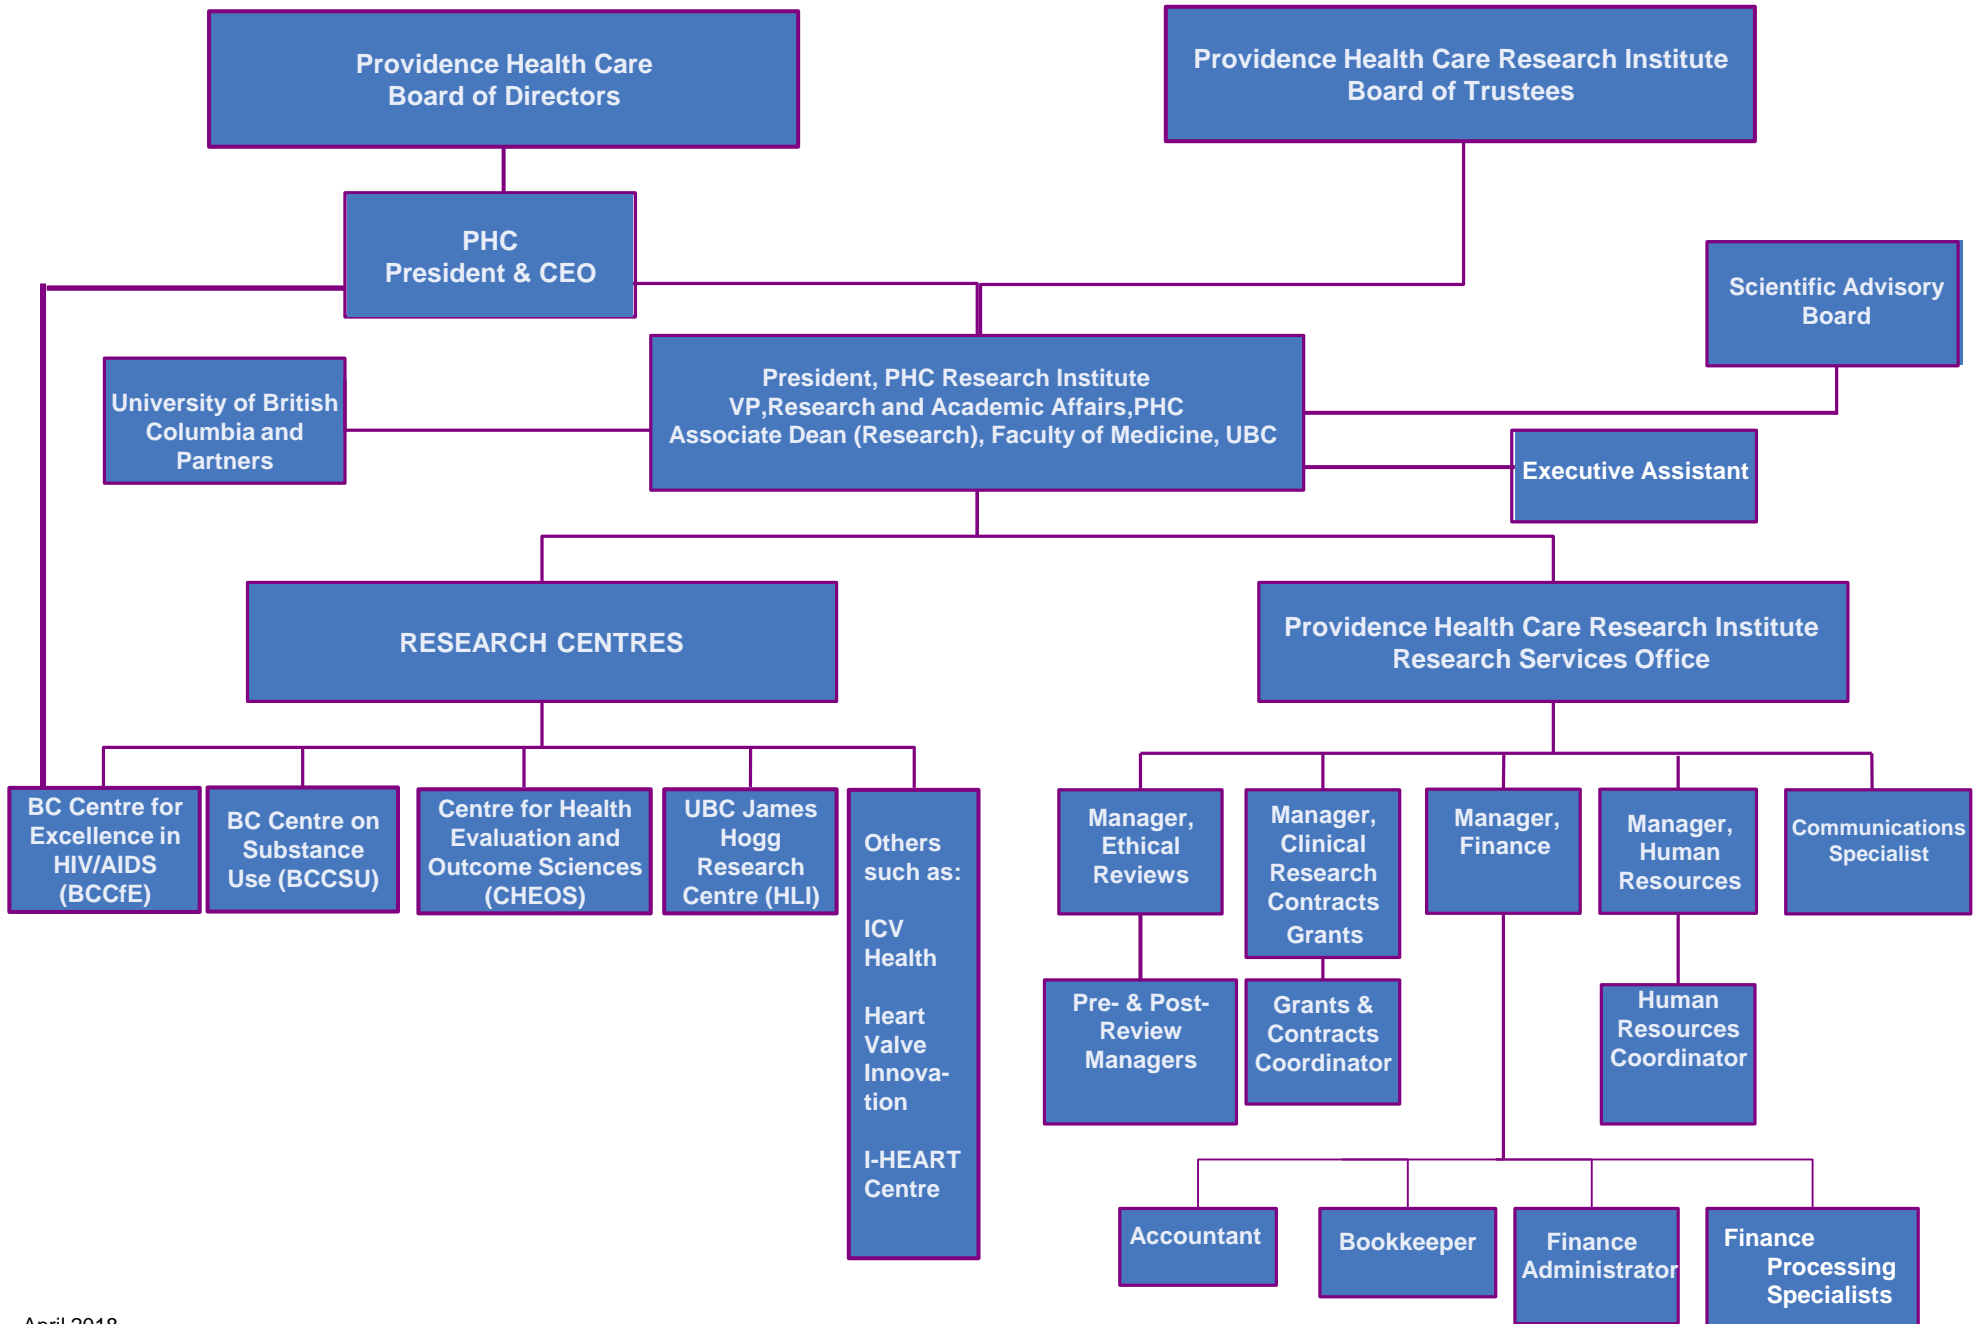 Providence Health Care
Board of Directors
Providence Health Care Research Institute
Board of Trustees
PHC
President & CEO
Scientific Advisory
Board
University of British
Columbia and
Partners
President, PHC Research Institute
VP,Research and Academic Affairs,PHC
Associate Dean (Research), Faculty of Medicine, UBC
Executive Assistant
RESEARCH CENTRES
Providence Health Care Research Institute
Research Services Office
BC Centre for
Excellence in
HIV/AIDS
(BCCfE)
BC Centre on
Substance
Use (BCCSU)
Centre for Health
Evaluation and
Outcome Sciences
(CHEOS)
UBC James
Hogg
Research
Centre (HLI)
Others
such as:
ICV
Health
Heart
Valve
Innova-
tion
I-HEART
Centre
Manager,
Ethical
Reviews
Manager,
Clinical
Research
Contracts
Grants
Manager,
Finance
Manager,
Human
Resources
Communications
Specialist
Pre- & Post-
Review
Managers
Grants &
Contracts
Coordinator
Human
Resources
Coordinator
Accountant
Bookkeeper
Finance
Administrator
Finance
Processing
Specialists
April 2018